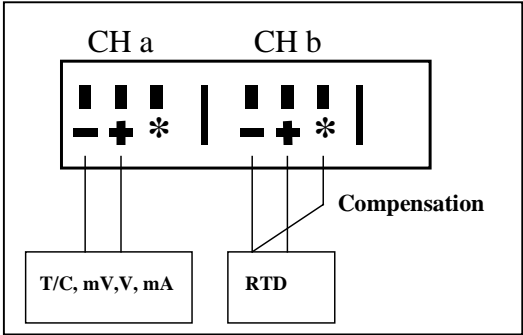 CH a CH b
- + * - + *
Compensation
T/C, mV,V, mA RTD